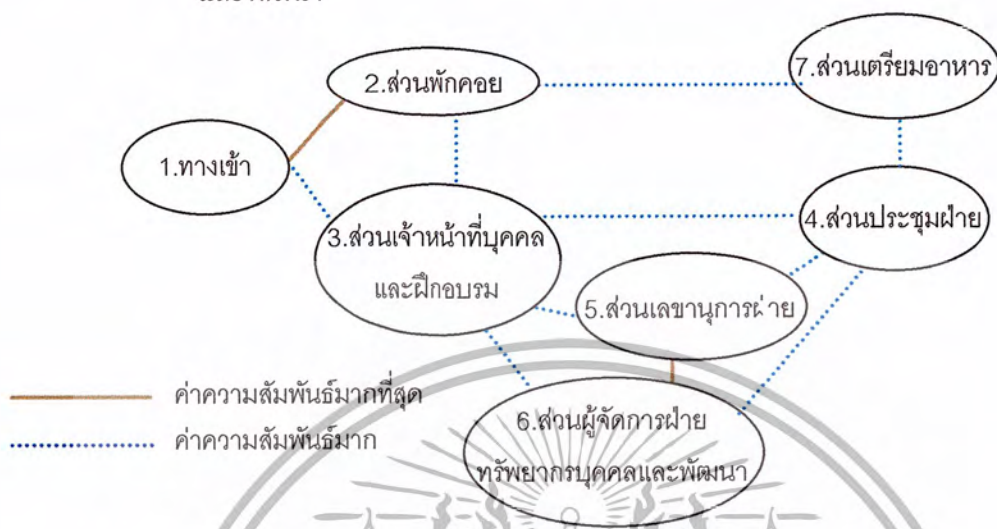 2.ส่วนพักคอย
7.ส่วนเตรียมอาหาร
1.ทางเข้า
3.ส่วนเจ้าหน้าที่บุคคล
และฝึกอบรม
4.ส่วนประชุมฝ่าย
5.ส่วนเลขานุการฝ่าย
6.ส่วนผู้จัดการฝ่าย
ทรัพยากรบุคคลและพัฒนา
ค่าความสัมพันธ์มากที่สุด
ค่าความสัมพันธ์มาก